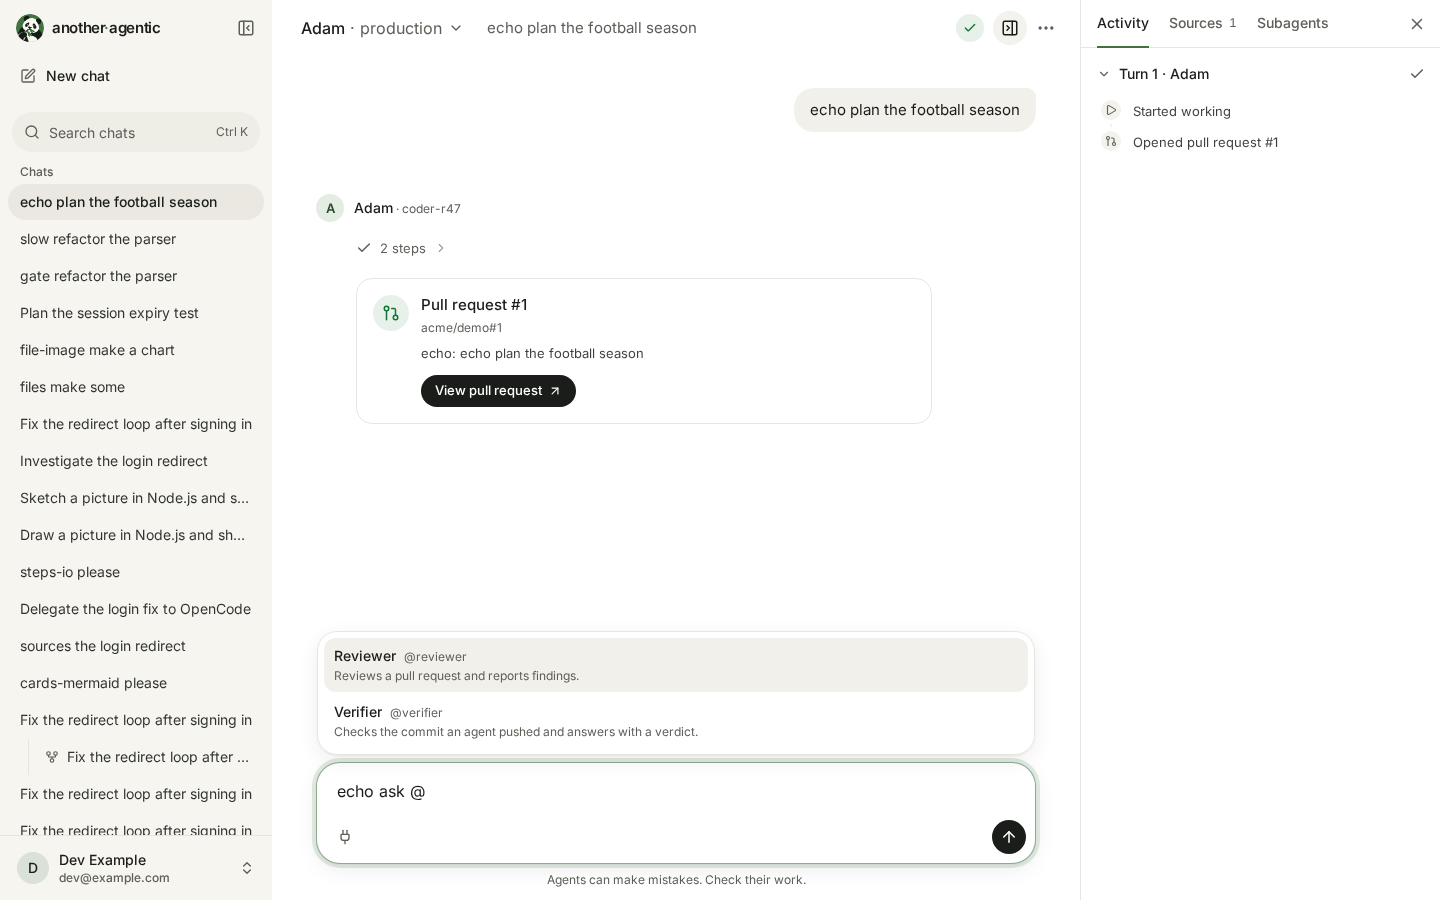 another·agentic
New chat
Search chats Ctrl K
Chats
echo plan the football season
slow refactor the parser
gate refactor the parser
Plan the session expiry test
file-image make a chart
files make some
Fix the redirect loop after signing in
Investigate the login redirect
Sketch a picture in Node.js and s...
Draw a picture in Node.js and sh...
steps-io please
Delegate the login fix to OpenCode
sources the login redirect
cards-mermaid please
Fix the redirect loop after signing in
Fix the redirect loop after ...
Fix the redirect loop after signing in
Fix the redirect loop after signing in
D
Dev Example
dev@example.com
Adam · production
echo plan the football season
echo plan the football season
A
Adam · coder-r47
2 steps
Pull request #1
acme/demo#1
echo: echo plan the football season
View pull request
Reviewer @reviewer
Reviews a pull request and reports findings.
Verifier @verifier
Checks the commit an agent pushed and answers with a verdict.
echo ask @
Agents can make mistakes. Check their work.
Activity Sources 1 Subagents
Turn 1 · Adam
Started working
Opened pull request #1